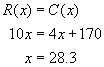 R(x) = C'(x)
10x = 4x + 170
x = 28.3